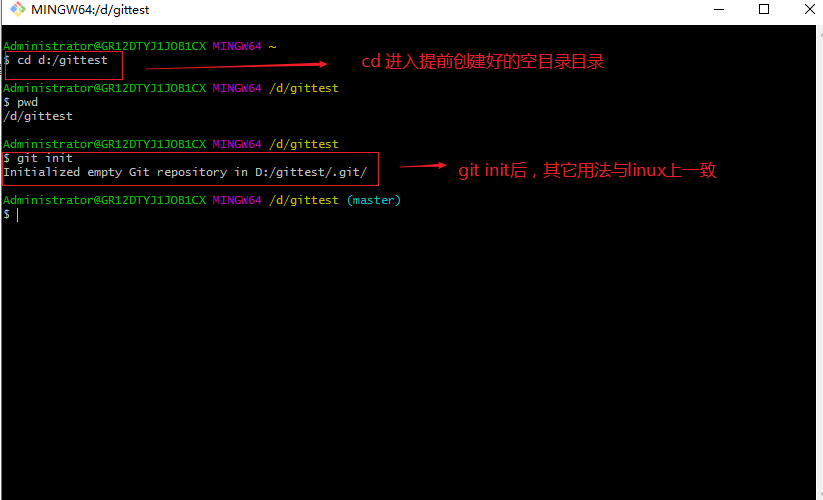 MINGW64:/d/gittest
Administrator@GR12DTYJ1JOB1CX MINGW64 ~
$ cd d:/gittest
cd 进入提前创建好的空目录目录
Administrator@GR12DTYJ1JOB1CX MINGW64 /d/gittest
$ pwd
/d/gittest
Administrator@GR12DTYJ1JOB1CX MINGW64 /d/gittest
$ git init
Initialized empty Git repository in D:/gittest/.git/
git init后，其它用法与linux上一致
Administrator@GR12DTYJ1JOB1CX MINGW64 /d/gittest (master)
$